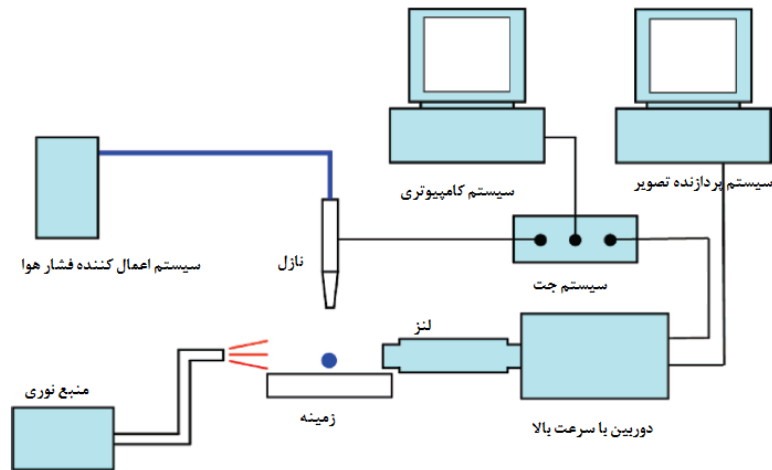 سیستم کامپیوتری
سیستم پردازنده تصویر
سیستم اعمال کننده فشار هوا
نازل
سیستم جت
لنز
منبع نوری
زمینه
دوربین با سرعت بالا